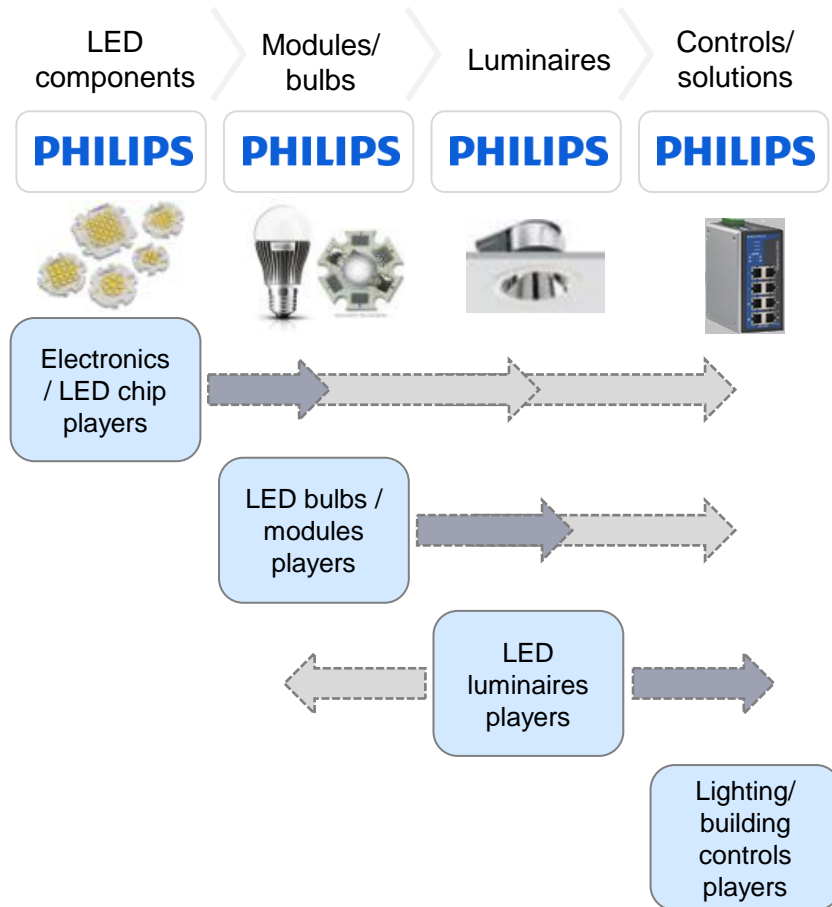 LED
components
Modules/
bulbs
Luminaires
Controls/
solutions
PHILIPS
PHILIPS
PHILIPS
PHILIPS
Electronics
/ LED chip
players
LED bulbs /
modules
players
LED
luminaires
players
Lighting/
building
controls
players